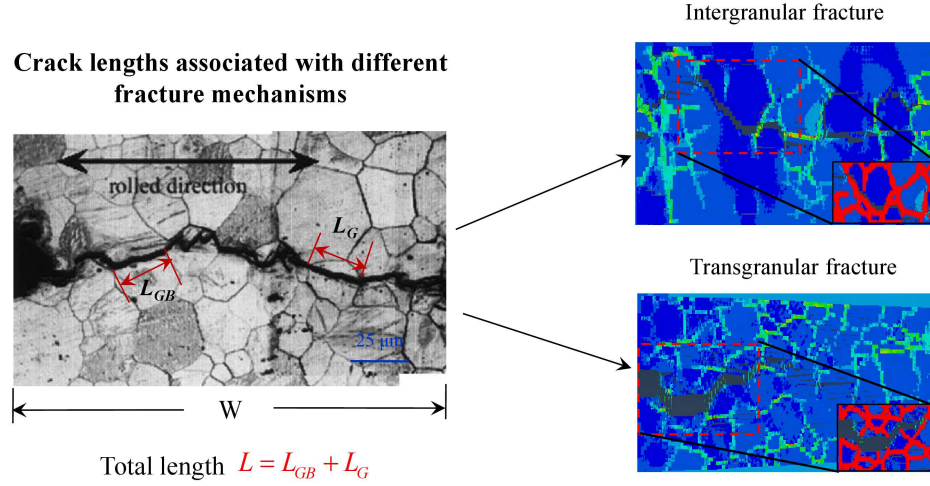 Crack lengths associated with different
fracture mechanisms
rolled direction
L_G
L_GB
25 μm
W
Total length L = L_GB + L_G
Intergranular fracture
Transgranular fracture